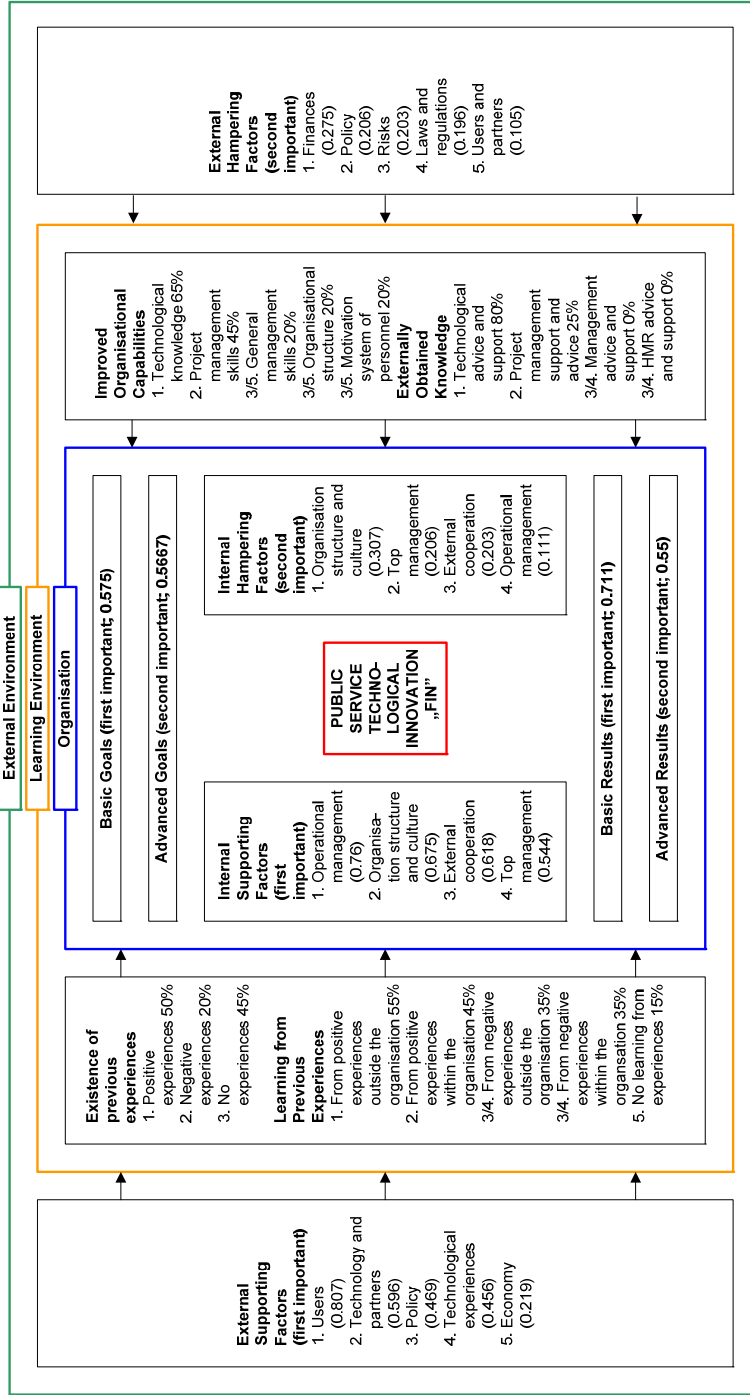 External Environment
Learning Environment
Organisation
External
Supporting
Factors
(first important)
1. Users
(0.807)
2. Technology and
partners
(0.596)
3. Policy
(0.469)
4. Technological
experiences
(0.456)
5. Economy
(0.219)
Existence of
previous
experiences
1. Positive
experiences 50%
2. Negative
experiences 20%
3. No
experiences 45%
Learning from
Previous
Experiences
1. From positive
experiences
outside the
organisation 55%
2. From positive
experiences
within the
organisation 45%
3/4. From negative
experiences
outside the
organisation 35%
3/4. From negative
experiences
within the
organsation 35%
5. No learning from
experiences 15%
Basic Goals (first important; 0.575)
Advanced Goals (second important; 0.5667)
Internal
Supporting
Factors
(first
important)
1. Operational
management
(0.76)
2. Organisa-
tion structure
and culture
(0.675)
3. External
cooperation
(0.618)
4. Top
management
(0.544)
PUBLIC
SERVICE
TECHNO-
LOGICAL
INNOVATION
„FIN”
Internal
Hampering
Factors
(second
important)
1. Organisation
structure and
culture
(0.307)
2. Top
management
(0.206)
3. External
cooperation
(0.203)
4. Operational
management
(0.111)
Basic Results (first important; 0.711)
Advanced Results (second important; 0.55)
Improved
Organisational
Capabilities
1. Technological
knowledge 65%
2. Project
management
skills 45%
3/5. General
management
skills 20%
3/5. Organisational
structure 20%
3/5. Motivation
system of
personnel 20%
Externally
Obtained
Knowledge
1. Technological
advice and
support 80%
2. Project
management
support and
advice 25%
3/4. Management
advice and
support 0%
3/4. HMR advice
and support 0%
External
Hampering
Factors
(second
important)
1. Finances
(0.275)
2. Policy
(0.206)
3. Risks
(0.203)
4. Laws and
regulations
(0.196)
5. Users and
partners
(0.105)